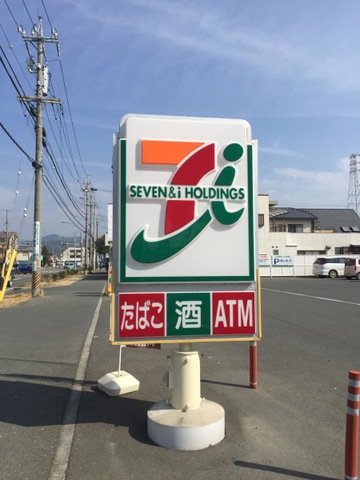 SEVEN&i HOLDINGS
たばこ 酒 ATM